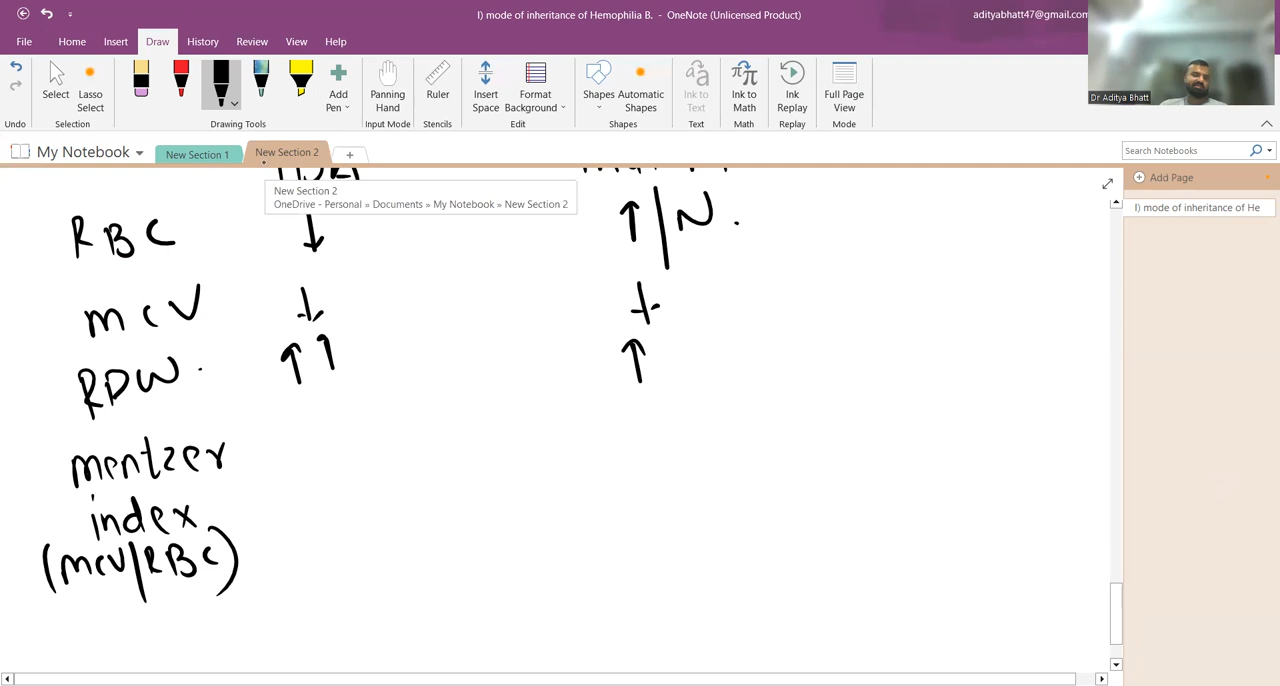 I) mode of inheritance of Hemophilia B. - OneNote (Unlicensed Product)
adityabhatt47@gmail.com
File Home Insert Draw History Review View Help
Dr Aditya Bhatt
Undo
Select
Lasso Select
Selection
Drawing Tools
Add Pen
Panning Hand
Input Mode
Ruler
Stencils
Insert Space
Format Background
Edit
Shapes
Automatic Shapes
Shapes
Ink to Text
Text
Ink to Math
Math
Ink Replay
Replay
Full Page View
Mode
My Notebook New Section 1 New Section 2
Search Notebooks
Add Page
I) mode of inheritance of He
New Section 2
OneDrive - Personal » Documents » My Notebook » New Section 2
RBC ↓ ↑/N.
mcV ↓ ↓
RDW. ↑↑ ↑
mentzer
index
(mcV/RBC)